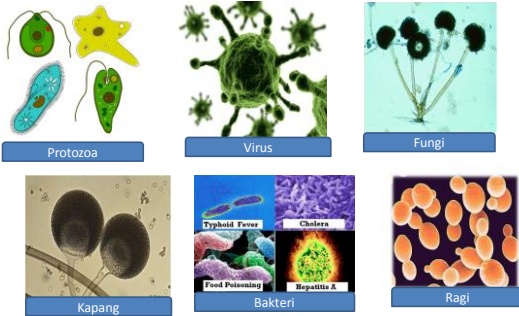 Protozoa
Virus
Fungi
Kapang
Typhoid Fever
Cholera
Food Poisoning
Hepatitis A
Bakteri
Ragi